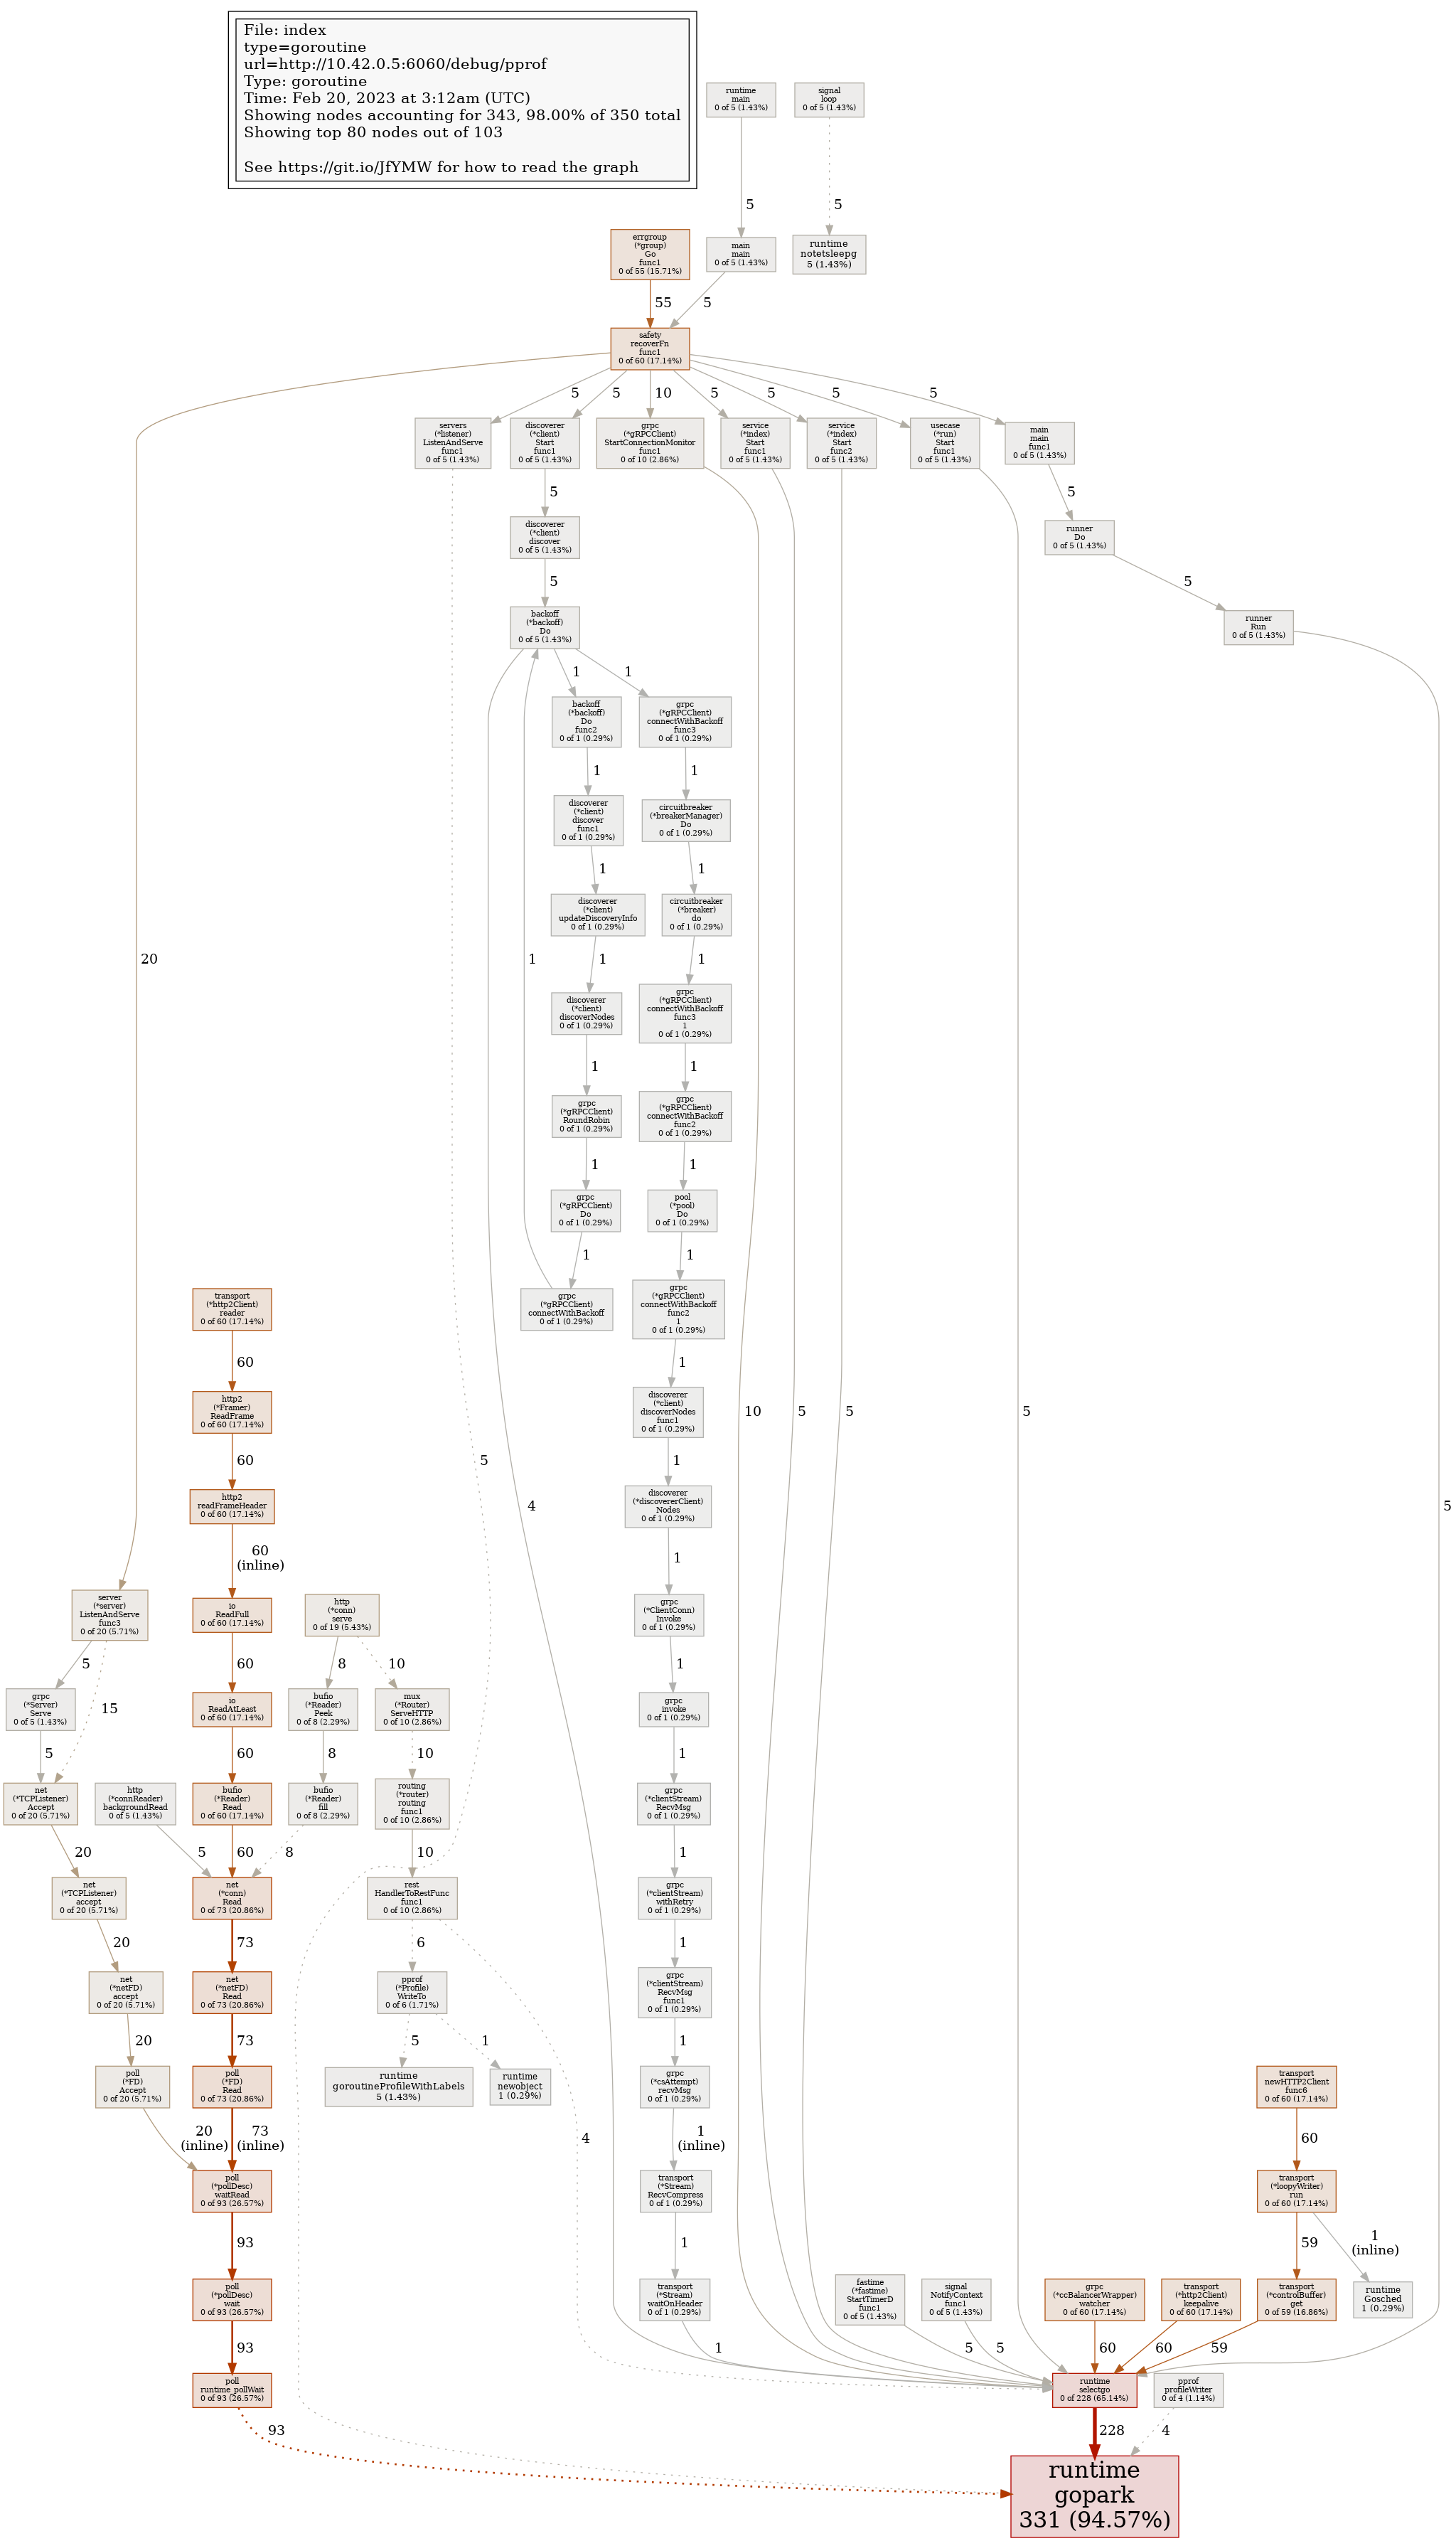 File: index
type=goroutine
url=http://10.42.0.5:6060/debug/pprof
Type: goroutine
Time: Feb 20, 2023 at 3:12am (UTC)
Showing nodes accounting for 343, 98.00% of 350 total
Showing top 80 nodes out of 103
See https://git.io/JfYMW for how to read the graph
runtime
main
0 of 5 (1.43%)
signal
loop
0 of 5 (1.43%)
5
5
errgroup
(*group)
Go
func1
0 of 55 (15.71%)
main
main
0 of 5 (1.43%)
runtime
notetsleepg
5 (1.43%)
55
5
safety
recoverFn
func1
0 of 60 (17.14%)
5
5
10
5
5
5
5
servers
(*listener)
ListenAndServe
func1
0 of 5 (1.43%)
discoverer
(*client)
Start
func1
0 of 5 (1.43%)
grpc
(*gRPCClient)
StartConnectionMonitor
func1
0 of 10 (2.86%)
service
(*index)
Start
func1
0 of 5 (1.43%)
service
(*index)
Start
func2
0 of 5 (1.43%)
usecase
(*run)
Start
func1
0 of 5 (1.43%)
main
main
func1
0 of 5 (1.43%)
5
5
discoverer
(*client)
discover
0 of 5 (1.43%)
runner
Do
0 of 5 (1.43%)
5
5
backoff
(*backoff)
Do
0 of 5 (1.43%)
runner
Run
0 of 5 (1.43%)
1
1
backoff
(*backoff)
Do
func2
0 of 1 (0.29%)
grpc
(*gRPCClient)
connectWithBackoff
func3
0 of 1 (0.29%)
1
1
discoverer
(*client)
discover
func1
0 of 1 (0.29%)
circuitbreaker
(*breakerManager)
Do
0 of 1 (0.29%)
1
1
discoverer
(*client)
updateDiscoveryInfo
0 of 1 (0.29%)
circuitbreaker
(*breaker)
do
0 of 1 (0.29%)
20
1
1
1
discoverer
(*client)
discoverNodes
0 of 1 (0.29%)
grpc
(*gRPCClient)
connectWithBackoff
func3
1
0 of 1 (0.29%)
1
1
grpc
(*gRPCClient)
RoundRobin
0 of 1 (0.29%)
grpc
(*gRPCClient)
connectWithBackoff
func2
0 of 1 (0.29%)
1
1
grpc
(*gRPCClient)
Do
0 of 1 (0.29%)
pool
(*pool)
Do
0 of 1 (0.29%)
1
1
transport
(*http2Client)
reader
0 of 60 (17.14%)
grpc
(*gRPCClient)
connectWithBackoff
0 of 1 (0.29%)
grpc
(*gRPCClient)
connectWithBackoff
func2
1
0 of 1 (0.29%)
60
1
http2
(*Framer)
ReadFrame
0 of 60 (17.14%)
discoverer
(*client)
discoverNodes
func1
0 of 1 (0.29%)
10
5
5
5
60
5
1
http2
readFrameHeader
0 of 60 (17.14%)
4
discoverer
(*discovererClient)
Nodes
0 of 1 (0.29%)
5
60
(inline)
1
server
(*server)
ListenAndServe
func3
0 of 20 (5.71%)
io
ReadFull
0 of 60 (17.14%)
http
(*conn)
serve
0 of 19 (5.43%)
grpc
(*ClientConn)
Invoke
0 of 1 (0.29%)
5
60
8
10
1
15
grpc
(*Server)
Serve
0 of 5 (1.43%)
io
ReadAtLeast
0 of 60 (17.14%)
bufio
(*Reader)
Peek
0 of 8 (2.29%)
mux
(*Router)
ServeHTTP
0 of 10 (2.86%)
grpc
invoke
0 of 1 (0.29%)
5
60
8
10
1
net
(*TCPListener)
Accept
0 of 20 (5.71%)
http
(*connReader)
backgroundRead
0 of 5 (1.43%)
bufio
(*Reader)
Read
0 of 60 (17.14%)
bufio
(*Reader)
fill
0 of 8 (2.29%)
routing
(*router)
routing
func1
0 of 10 (2.86%)
grpc
(*clientStream)
RecvMsg
0 of 1 (0.29%)
20
5
60
8
10
1
net
(*TCPListener)
accept
0 of 20 (5.71%)
net
(*conn)
Read
0 of 73 (20.86%)
rest
HandlerToRestFunc
func1
0 of 10 (2.86%)
grpc
(*clientStream)
withRetry
0 of 1 (0.29%)
20
73
6
1
net
(*netFD)
accept
0 of 20 (5.71%)
net
(*netFD)
Read
0 of 73 (20.86%)
pprof
(*Profile)
WriteTo
0 of 6 (1.71%)
grpc
(*clientStream)
RecvMsg
func1
0 of 1 (0.29%)
20
73
5
1
1
poll
(*FD)
Accept
0 of 20 (5.71%)
poll
(*FD)
Read
0 of 73 (20.86%)
runtime
goroutineProfileWithLabels
5 (1.43%)
runtime
newobject
1 (0.29%)
grpc
(*csAttempt)
recvMsg
0 of 1 (0.29%)
transport
newHTTP2Client
func6
0 of 60 (17.14%)
20
(inline)
73
(inline)
4
1
(inline)
60
poll
(*pollDesc)
waitRead
0 of 93 (26.57%)
transport
(*Stream)
RecvCompress
0 of 1 (0.29%)
transport
(*loopyWriter)
run
0 of 60 (17.14%)
93
1
59
1
(inline)
poll
(*pollDesc)
wait
0 of 93 (26.57%)
transport
(*Stream)
waitOnHeader
0 of 1 (0.29%)
fastime
(*fastime)
StartTimerD
func1
0 of 5 (1.43%)
signal
NotifyContext
func1
0 of 5 (1.43%)
grpc
(*ccBalancerWrapper)
watcher
0 of 60 (17.14%)
transport
(*http2Client)
keepalive
0 of 60 (17.14%)
transport
(*controlBuffer)
get
0 of 59 (16.86%)
runtime
Gosched
1 (0.29%)
93
1
5
5
60
60
59
poll
runtime_pollWait
0 of 93 (26.57%)
runtime
selectgo
0 of 228 (65.14%)
pprof
profileWriter
0 of 4 (1.14%)
93
228
4
runtime
gopark
331 (94.57%)